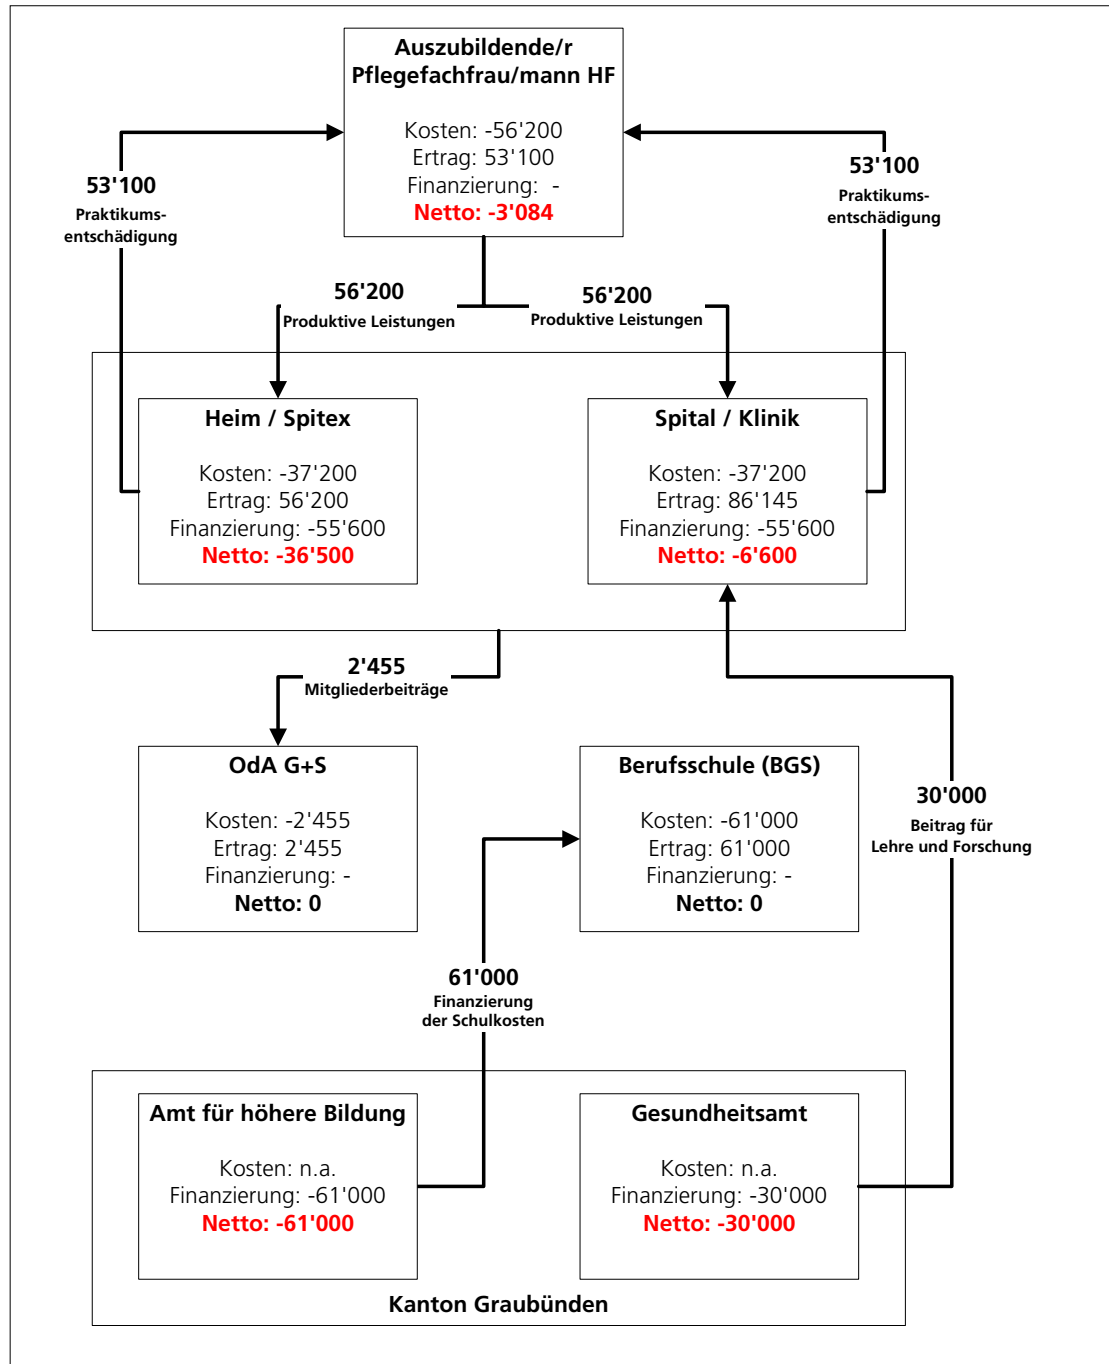 Auszubildende/r
Pflegefachfrau/mann HF
Kosten: -56'200
Ertrag: 53'100
Finanzierung: -
Netto: -3'084
53'100
Praktikums-
entschädigung
53'100
Praktikums-
entschädigung
56'200
Produktive Leistungen
56'200
Produktive Leistungen
Heim / Spitex
Kosten: -37'200
Ertrag: 56'200
Finanzierung: -55'600
Netto: -36'500
Spital / Klinik
Kosten: -37'200
Ertrag: 86'145
Finanzierung: -55'600
Netto: -6'600
2'455
Mitgliederbeiträge
OdA G+S
Kosten: -2'455
Ertrag: 2'455
Finanzierung: -
Netto: 0
Berufsschule (BGS)
Kosten: -61'000
Ertrag: 61'000
Finanzierung: -
Netto: 0
30'000
Beitrag für
Lehre und Forschung
61'000
Finanzierung
der Schulkosten
Amt für höhere Bildung
Kosten: n.a.
Finanzierung: -61'000
Netto: -61'000
Gesundheitsamt
Kosten: n.a.
Finanzierung: -30'000
Netto: -30'000
Kanton Graubünden